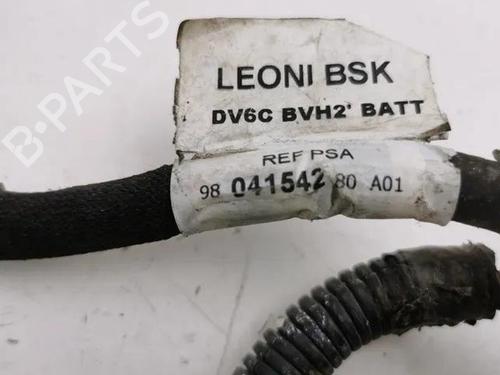 B-PARTS
LEONI BSK
DV6C BVH2' BATT
REF PSA
98 041542 80 A01